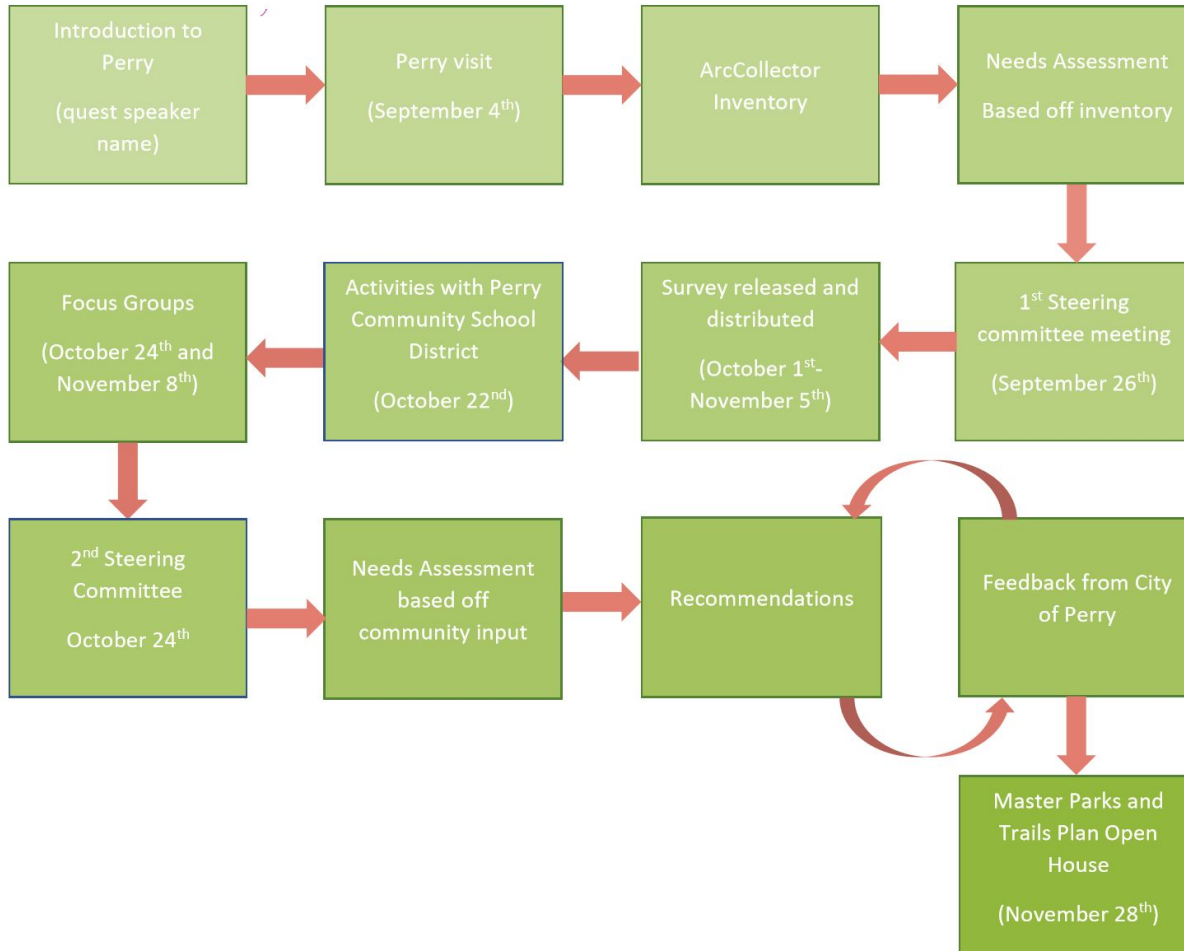 Introduction to
Perry
(quest speaker
name)
Perry visit
(September 4th)
ArcCollector
Inventory
Needs Assessment
Based off inventory
Focus Groups
(October 24th and
November 8th)
Activities with Perry
Community School
District
(October 22nd)
Survey released and
distributed
(October 1st-
November 5th)
1st Steering
committee meeting
(September 26th)
2nd Steering
Committee
October 24th
Needs Assessment
based off
community input
Recommendations
Feedback from City
of Perry
Master Parks and
Trails Plan Open
House
(November 28th)